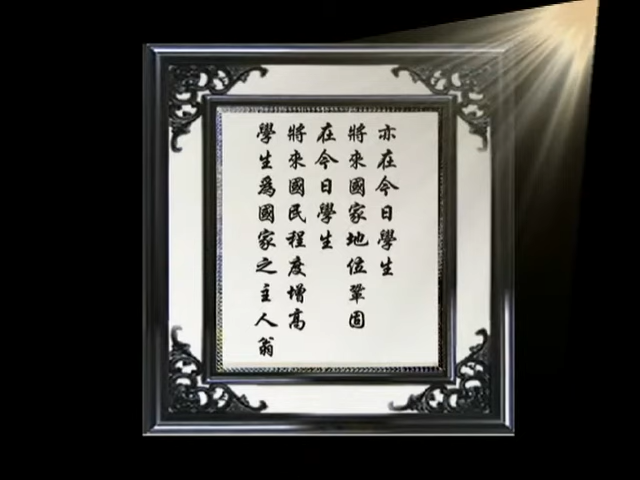 學生爲國家之主人翁
將來國民程度增高
在今日學生
將來國家地位鞏固
亦在今日學生